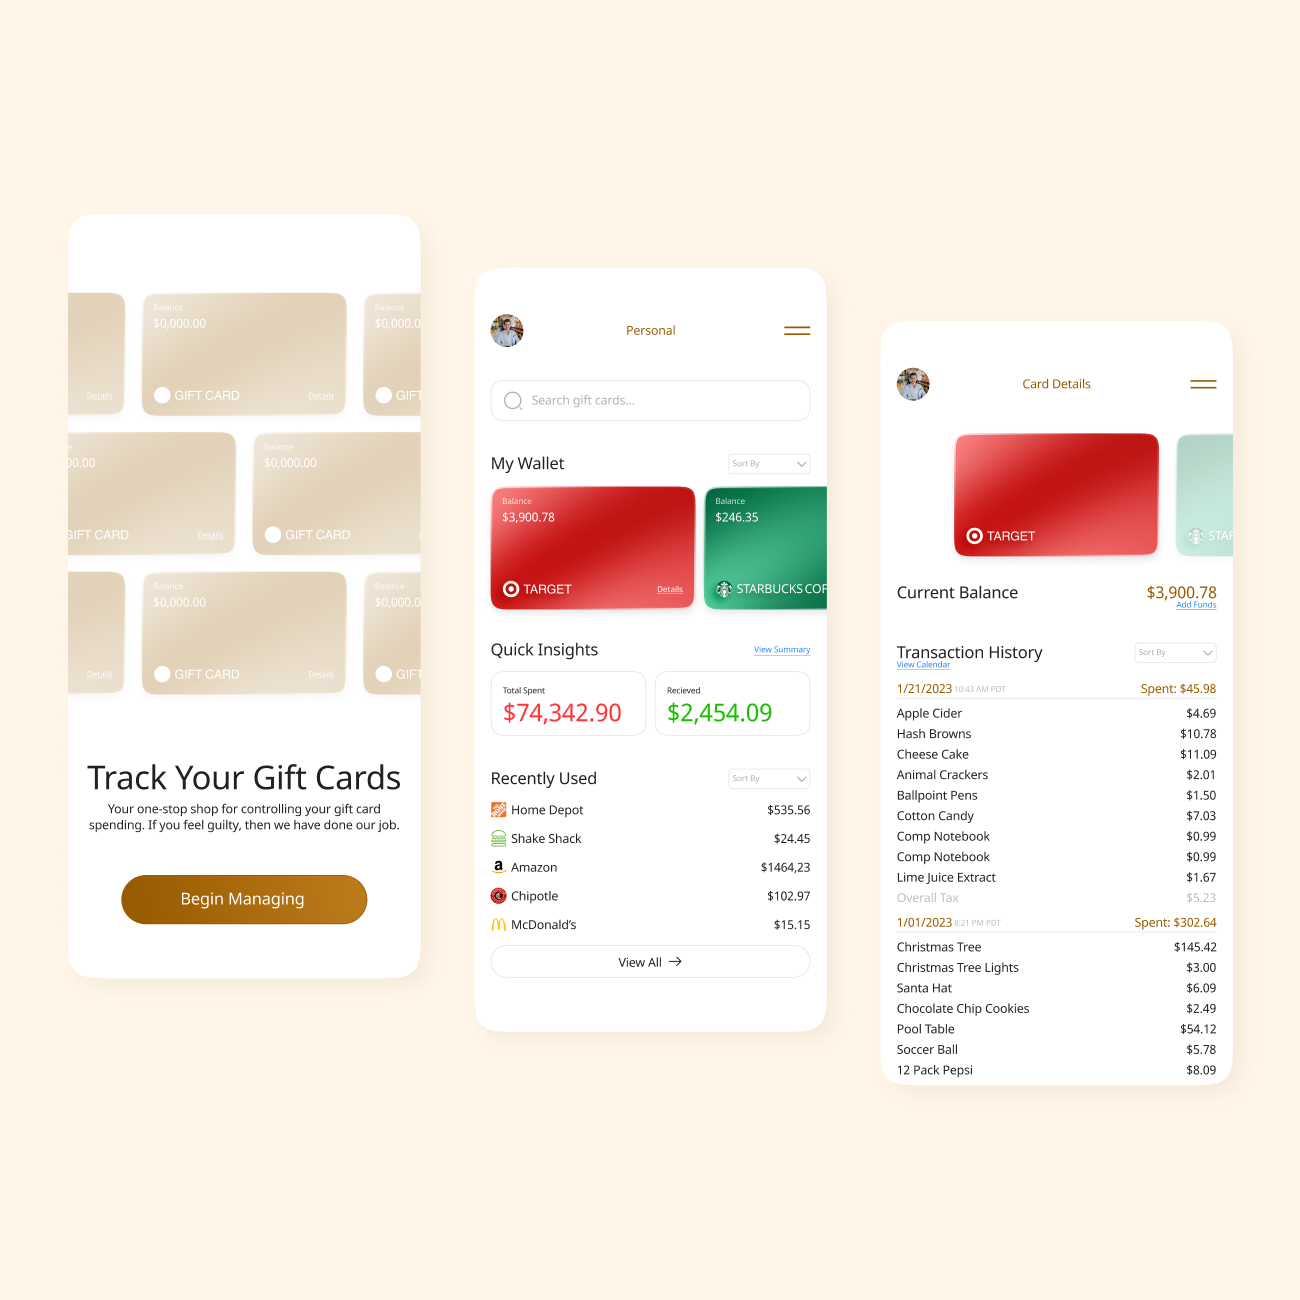 Balance
$0,000.00
Details
GIFT CARD
Details
Balance
$0,000.0
GIFT
00.00
GIFT CARD
Details
Balance
$0,000.00
GIFT CARD
Details
Balance
$0,000.00
GIFT CARD
Details
Balance
$0,000.0
GIFT
Track Your Gift Cards
Your one-stop shop for controlling your gift card
spending. If you feel guilty, then we have done our job.
Begin Managing
Personal
Search gift cards...
My Wallet
Sort By
Balance
$3,900.78
TARGET
Details
Balance
$246.35
STARBUCKS COF
Quick Insights
View Summary
Total Spent
$74,342.90
Recieved
$2,454.09
Recently Used
Sort By
Home Depot $535.56
Shake Shack $24.45
Amazon $1464,23
Chipotle $102.97
McDonald's $15.15
View All
Card Details
TARGET
STAR
Current Balance
$3,900.78
Add Funds
Transaction History
Sort By
View Calendar
1/21/2023 10:43 AM PDT Spent: $45.98
Apple Cider $4.69
Hash Browns $10.78
Cheese Cake $11.09
Animal Crackers $2.01
Ballpoint Pens $1.50
Cotton Candy $7.03
Comp Notebook $0.99
Comp Notebook $0.99
Lime Juice Extract $1.67
Overall Tax $5.23
1/01/2023 8:21 PM PDT Spent: $302.64
Christmas Tree $145.42
Christmas Tree Lights $3.00
Santa Hat $6.09
Chocolate Chip Cookies $2.49
Pool Table $54.12
Soccer Ball $5.78
12 Pack Pepsi $8.09